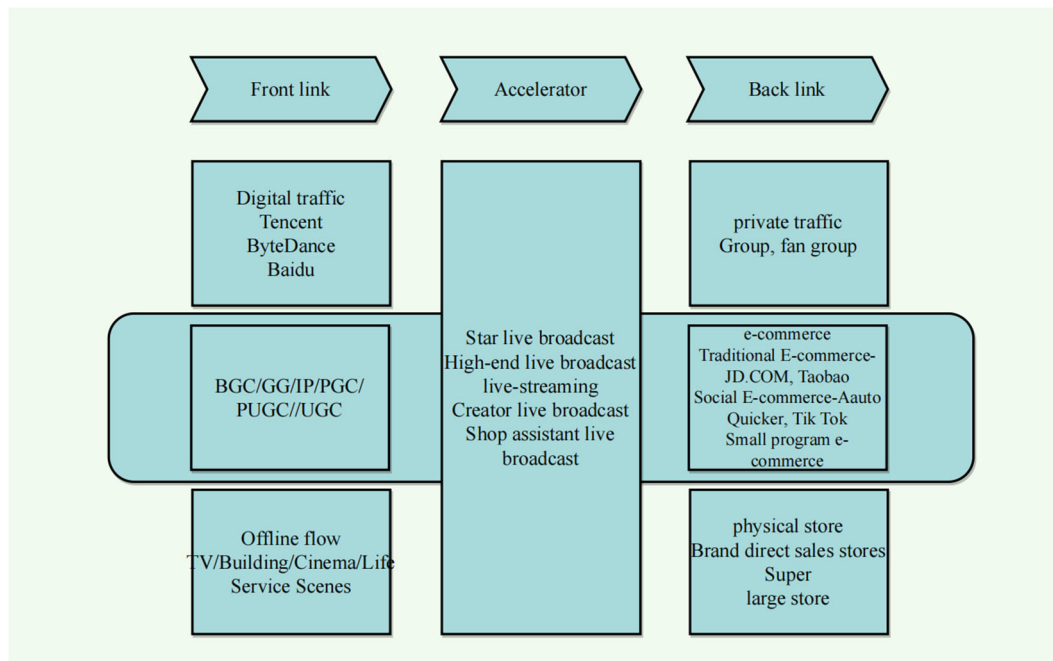 Front link
Accelerator
Back link
Digital traffic
Tencent
ByteDance
Baidu
BGC/GG/IP/PGC/
PUGC//UGC
Offline flow
TV/Building/Cinema/Life
Service Scenes
Star live broadcast
High-end live broadcast
live-streaming
Creator live broadcast
Shop assistant live
broadcast
private traffic
Group, fan group
e-commerce
Traditional E-commerce-
JD.COM, Taobao
Social E-commerce-Aauto
Quicker, Tik Tok
Small program e-
commerce
physical store
Brand direct sales stores
Super
large store